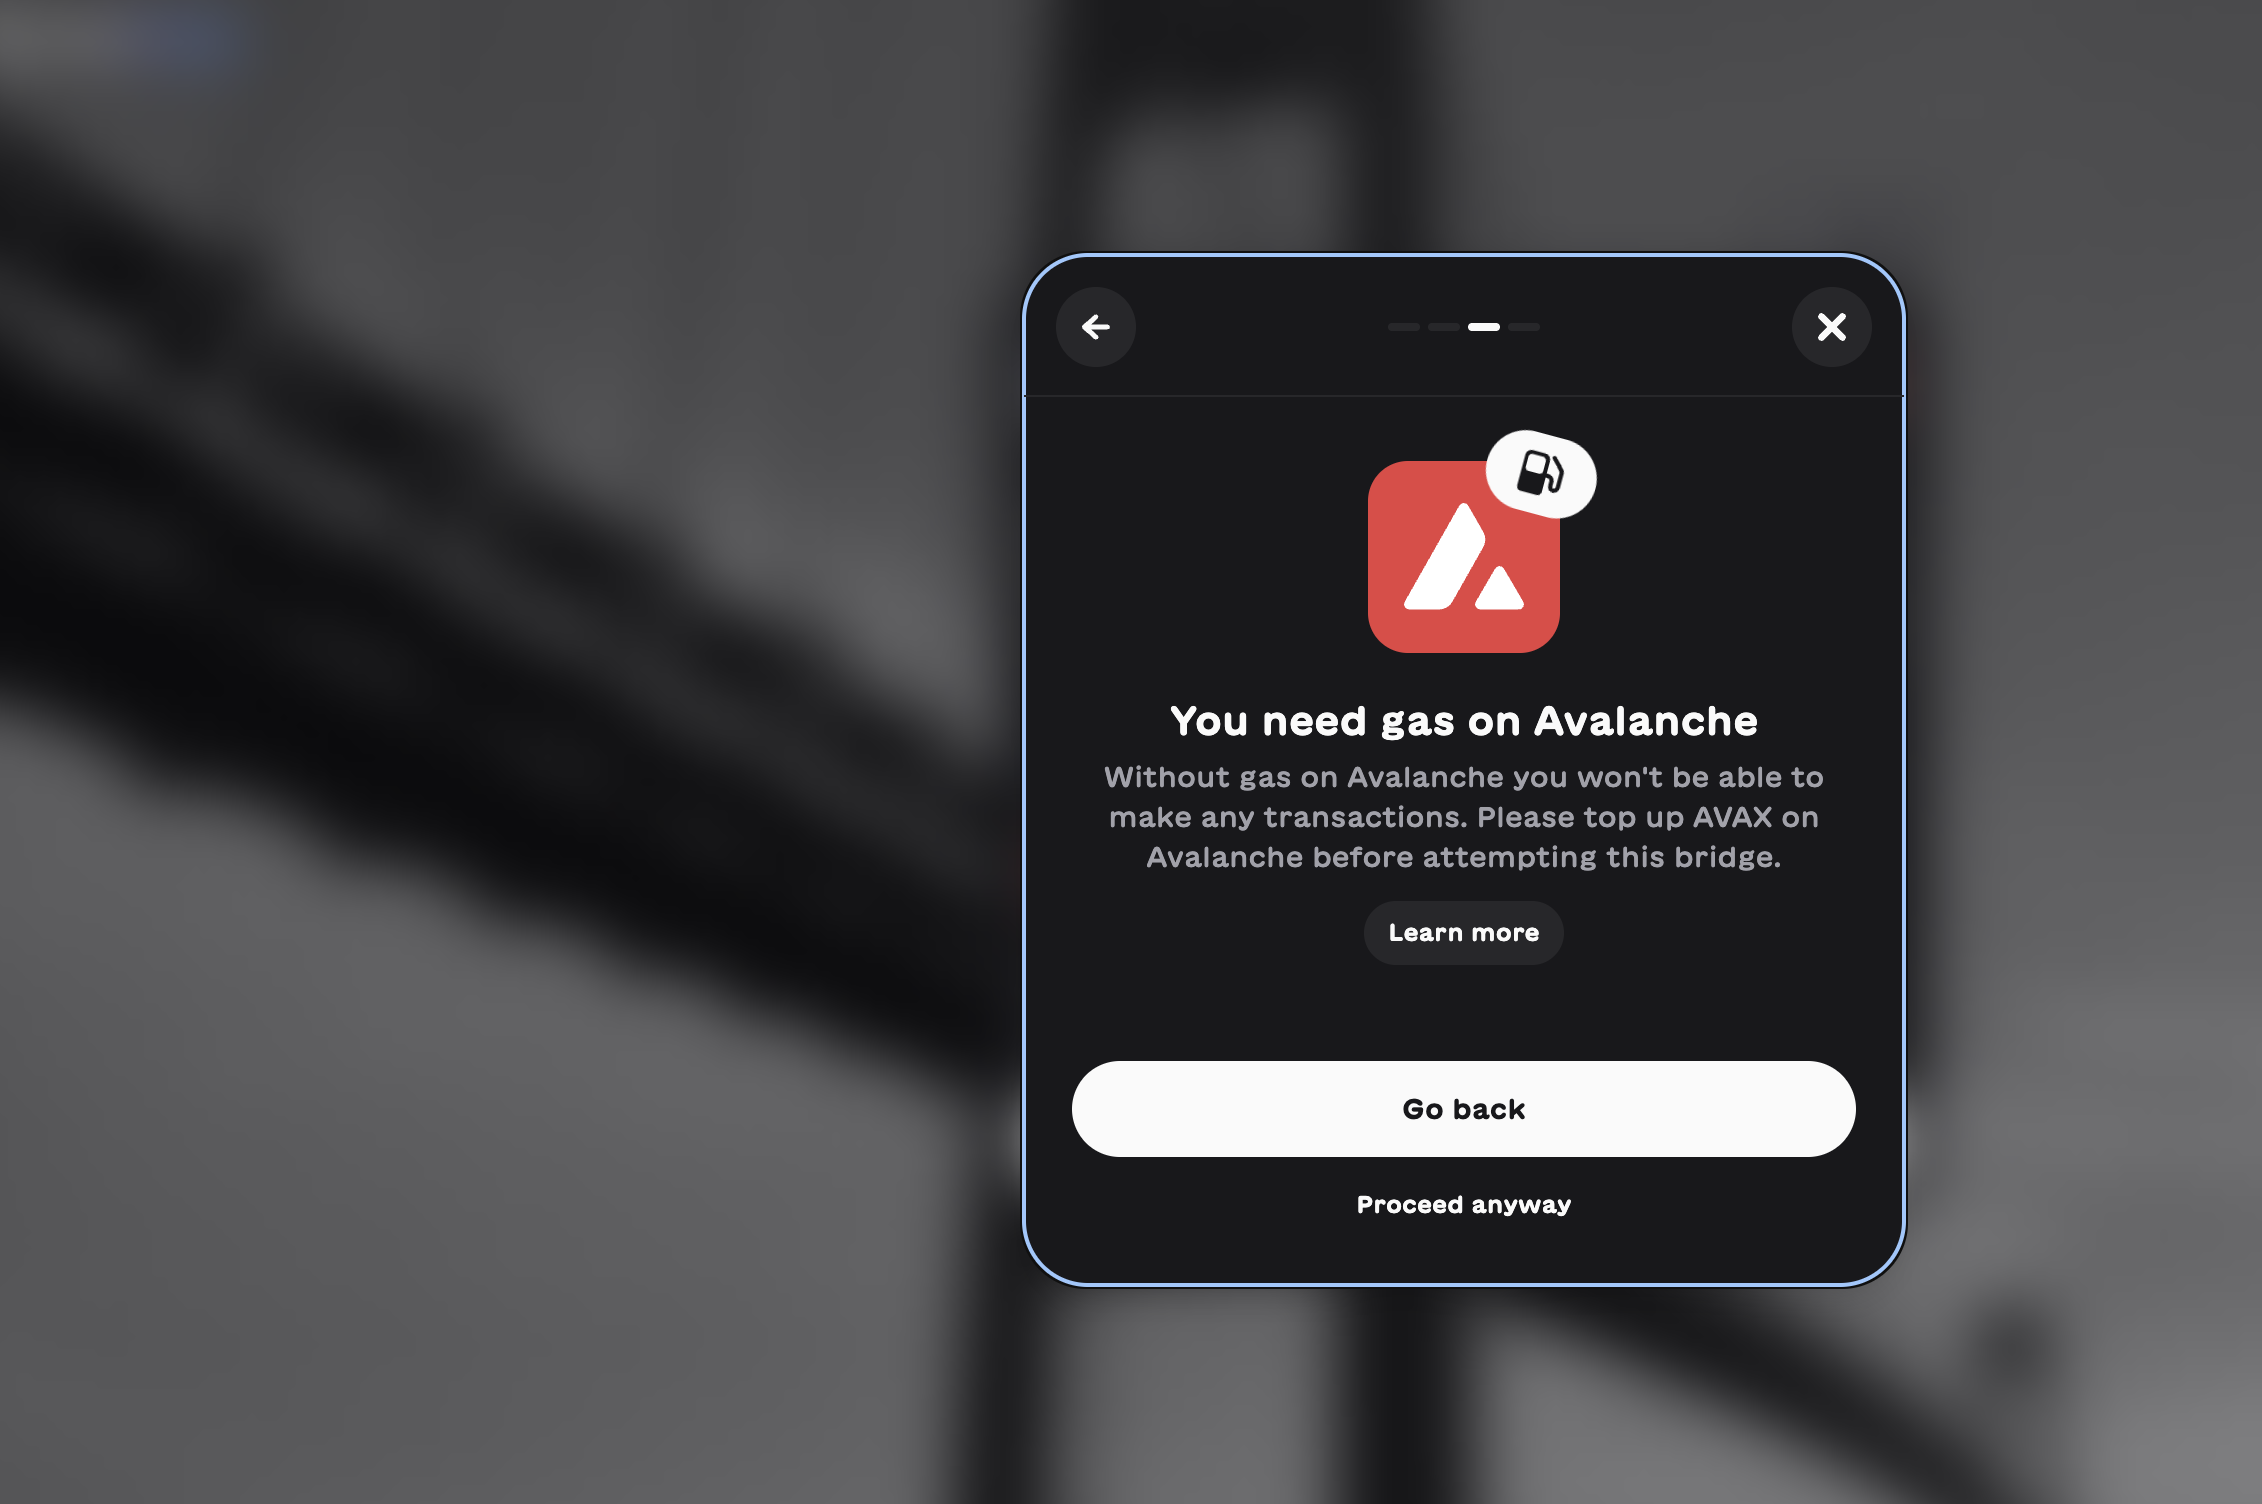 You need gas on Avalanche
Without gas on Avalanche you won't be able to
make any transactions. Please top up AVAX on
Avalanche before attempting this bridge.
Learn more
Go back
Proceed anyway